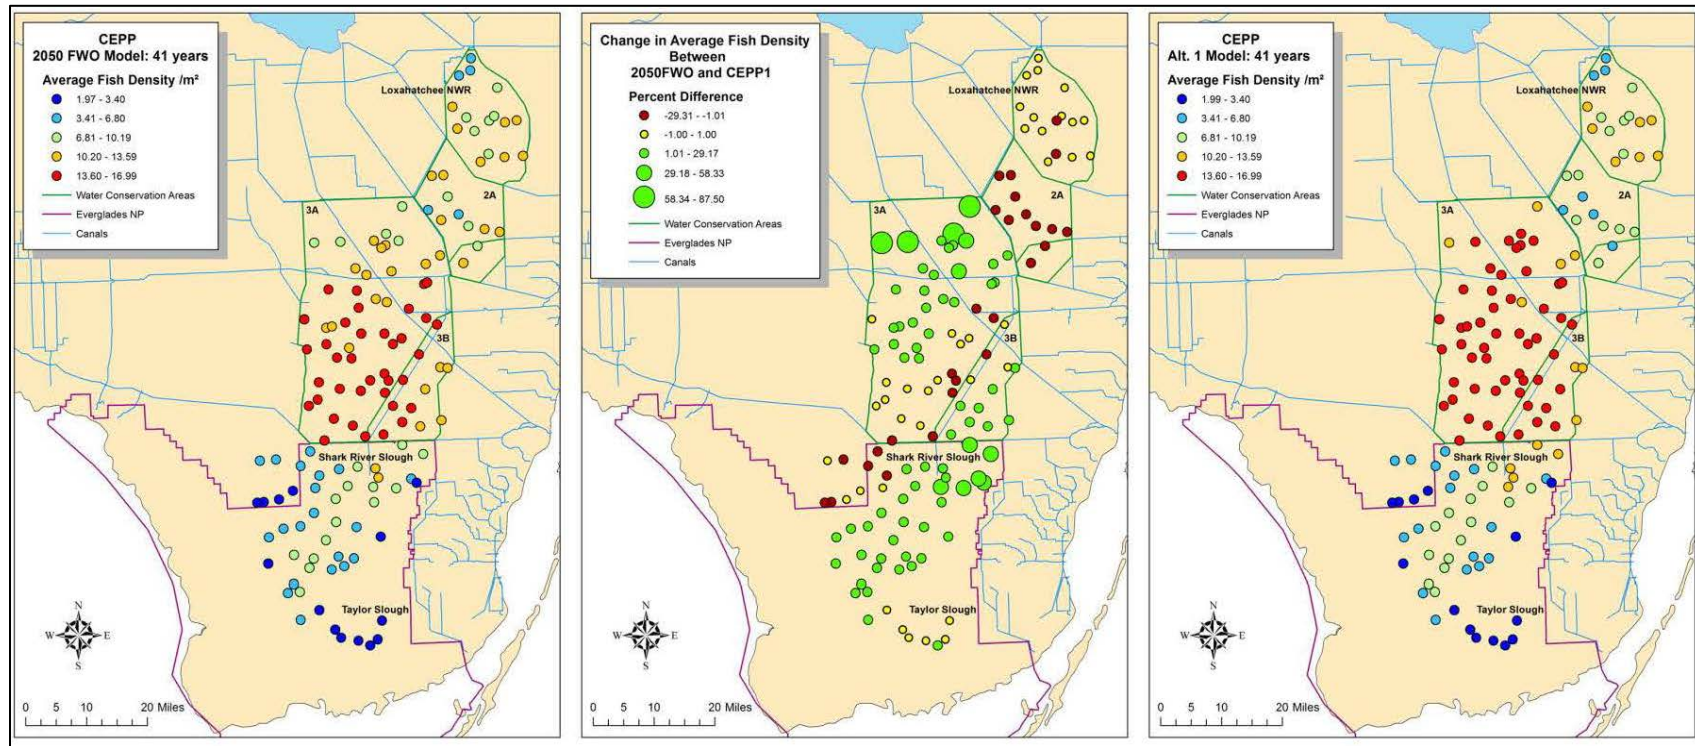 CEPP
2050 FWO Model: 41 years
Average Fish Density /m²
1.97 - 3.40
3.41 - 6.80
6.81 - 10.19
10.20 - 13.59
13.60 - 16.99
Water Conservation Areas
Everglades NP
Canals
Loxahatchee NWR
2A
3A
3B
Shark River Slough
Taylor Slough
N
W E
S
0 5 10 20 Miles
Change in Average Fish Density
Between
2050FWO and CEPP1
Percent Difference
-29.31 - -1.01
-1.00 - 1.00
1.01 - 29.17
29.18 - 58.33
58.34 - 87.50
Water Conservation Areas
Everglades NP
Canals
Loxahatchee NWR
2A
3A
3B
Shark River Slough
Taylor Slough
N
W E
S
0 5 10 20 Miles
CEPP
Alt. 1 Model: 41 years
Average Fish Density /m²
1.99 - 3.40
3.41 - 6.80
6.81 - 10.19
10.20 - 13.59
13.60 - 16.99
Water Conservation Areas
Everglades NP
Canals
Loxahatchee NWR
2A
3A
3B
Shark River Slough
Taylor Slough
N
W E
S
0 5 10 20 Miles